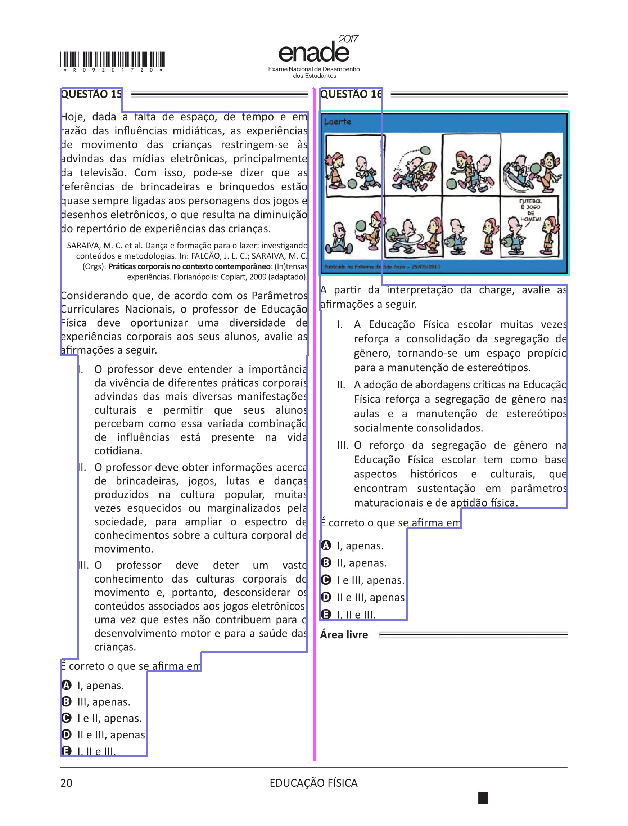 2017
enade
Exame Nacional de Desempenho
dos Estudantes
*R09201720*
QUESTÃO 15
Hoje, dada a falta de espaço, de tempo e em
razão das influências midiáticas, as experiências
de movimento das crianças restringem-se às
advindas das mídias eletrônicas, principalmente
da televisão. Com isso, pode-se dizer que as
referências de brincadeiras e brinquedos estão
quase sempre ligadas aos personagens dos jogos e
desenhos eletrônicos, o que resulta na diminuição
do repertório de experiências das crianças.
SARAIVA, M. C. et al. Dança e formação para o lazer: investigando
conteúdos e metodologias. In: FALCÃO, J. L. C.; SARAIVA, M. C.
(Orgs). Práticas corporais no contexto contemporâneo: (In)tensas
experiências. Florianópolis: Copiart, 2009 (adaptado).
Considerando que, de acordo com os Parâmetros
Curriculares Nacionais, o professor de Educação
Física deve oportunizar uma diversidade de
experiências corporais aos seus alunos, avalie as
afirmações a seguir.
I. O professor deve entender a importância
da vivência de diferentes práticas corporais
advindas das mais diversas manifestações
culturais e permitir que seus alunos
percebam como essa variada combinação
de influências está presente na vida
cotidiana.
II. O professor deve obter informações acerca
de brincadeiras, jogos, lutas e danças
produzidos na cultura popular, muitas
vezes esquecidos ou marginalizados pela
sociedade, para ampliar o espectro de
conhecimentos sobre a cultura corporal de
movimento.
III. O professor deve deter um vasto
conhecimento das culturas corporais do
movimento e, portanto, desconsiderar os
conteúdos associados aos jogos eletrônicos
uma vez que estes não contribuem para o
desenvolvimento motor e para a saúde das
crianças.
É correto o que se afirma em
A I, apenas.
B III, apenas.
C I e II, apenas.
D II e III, apenas
E I, II e III.
QUESTÃO 16
Laerte
FUTEBOL
É JOGO
DE
HOMEM!
Publicado na Folha de São Paulo
A partir da interpretação da charge, avalie as
afirmações a seguir.
I. A Educação Física escolar muitas vezes
reforça a consolidação da segregação de
gênero, tornando-se um espaço propício
para a manutenção de estereótipos.
II. A adoção de abordagens críticas na Educação
Física reforça a segregação de gênero nas
aulas e a manutenção de estereótipos
socialmente consolidados.
III. O reforço da segregação de gênero na
Educação Física escolar tem como base
aspectos históricos e culturais, que
encontram sustentação em parâmetros
maturacionais e de aptidão física.
É correto o que se afirma em
A I, apenas.
B II, apenas.
C I e III, apenas.
D II e III, apenas
E I, II e III.
Área livre
20
EDUCAÇÃO FÍSICA